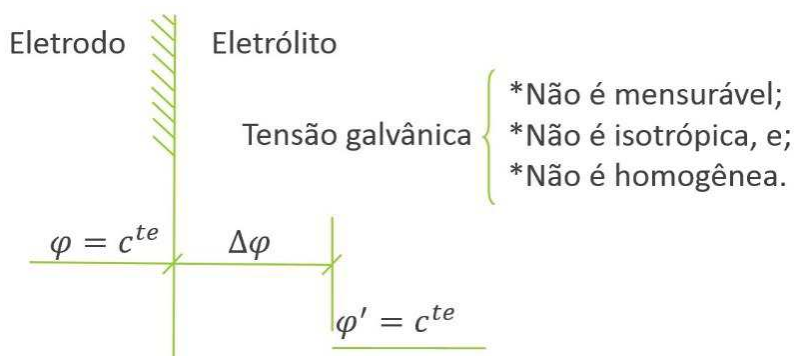 Eletrodo
Eletrólito
*Não é mensurável;
Tensão galvânica
*Não é isotrópica, e;
*Não é homogênea.
φ = c^{te}
Δφ
φ′ = c^{te}